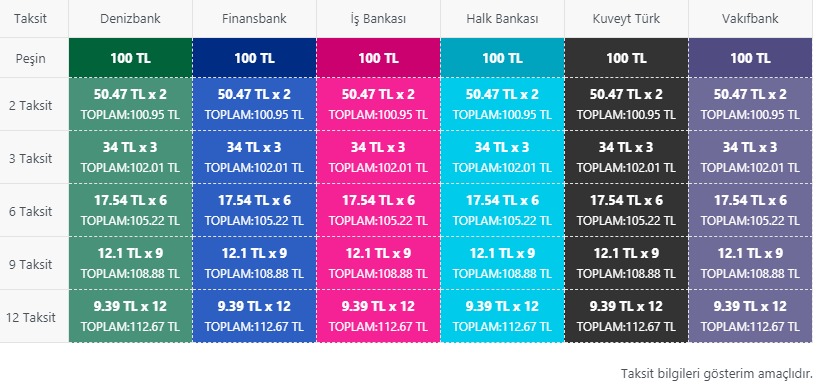 Taksit Denizbank Finansbank İş Bankası Halk Bankası Kuveyt Türk Vakıfbank
Peşin 100 TL 100 TL 100 TL 100 TL 100 TL 100 TL
50.47 TL x 2 50.47 TL x 2 50.47 TL x 2 50.47 TL x 2 50.47 TL x 2 50.47 TL x 2
2 Taksit
TOPLAM:100.95 TL TOPLAM:100.95 TL TOPLAM:100.95 TL TOPLAM:100.95 TL TOPLAM:100.95 TL TOPLAM:100.95 TL
34 TL x 3 34 TL x 3 34 TL x 3 34 TL x 3 34 TL x 3 34 TL x 3
3 Taksit
TOPLAM:102.01 TL TOPLAM:102.01 TL TOPLAM:102.01 TL TOPLAM:102.01 TL TOPLAM:102.01 TL TOPLAM:102.01 TL
17.54 TL x 6 17.54 TL x 6 17.54 TL x 6 17.54 TL x 6 17.54 TL x 6 17.54 TL x 6
6 Taksit
TOPLAM:105.22 TL TOPLAM:105.22 TL TOPLAM:105.22 TL TOPLAM:105.22 TL TOPLAM:105.22 TL TOPLAM:105.22 TL
12.1 TL x 9 12.1 TL x 9 12.1 TL x 9 12.1 TL x 9 12.1 TL x 9 12.1 TL x 9
9 Taksit
TOPLAM:108.88 TL TOPLAM:108.88 TL TOPLAM:108.88 TL TOPLAM:108.88 TL TOPLAM:108.88 TL TOPLAM:108.88 TL
9.39 TL x 12 9.39 TL x 12 9.39 TL x 12 9.39 TL x 12 9.39 TL x 12 9.39 TL x 12
12 Taksit
TOPLAM:112.67 TL TOPLAM:112.67 TL TOPLAM:112.67 TL TOPLAM:112.67 TL TOPLAM:112.67 TL TOPLAM:112.67 TL
Taksit bilgileri gösterim amaçlıdır.